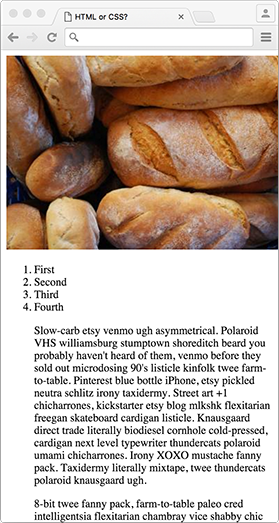 HTML or CSS?
1. First
2. Second
3. Third
4. Fourth
Slow-carb etsy venmo ugh asymmetrical. Polaroid
VHS williamsburg stumptown shoreditch beard you
probably haven't heard of them, venmo before they
sold out microdosing 90's listicle kinfolk twee farm-
to-table. Pinterest blue bottle iPhone, etsy pickled
neutra schlitz irony taxidermy. Street art +1
chicharrones, kickstarter etsy blog mlkshk flexitarian
freegan skateboard cardigan listicle. Knausgaard
direct trade literally biodiesel cornhole cold-pressed,
cardigan next level typewriter thundercats polaroid
umami chicharrones. Irony XOXO mustache fanny
pack. Taxidermy literally mixtape, twee thundercats
polaroid knausgaard ugh.
8-bit twee fanny pack, farm-to-table paleo cred
intelligentsia flexitarian chambray vice shabby chic